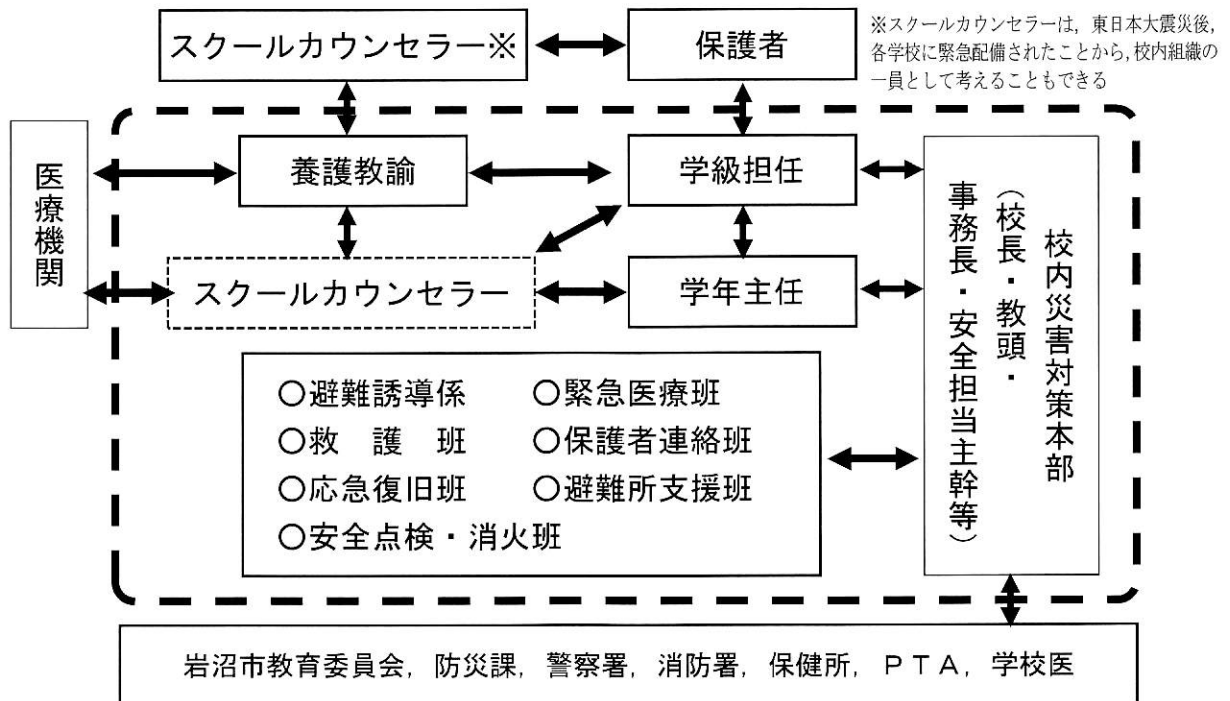 スクールカウンセラー※
保護者
※スクールカウンセラーは，東日本大震災後，
各学校に緊急配備されたことから，校内組織の
一員として考えることもできる
医療機関
養護教諭
学級担任
スクールカウンセラー
学年主任
校内災害対策本部
（校長・教頭・
事務長・安全担当主幹等）
○避難誘導係　○緊急医療班
○救　護　班　○保護者連絡班
○応急復旧班　○避難所支援班
○安全点検・消火班
岩沼市教育委員会，防災課，警察署，消防署，保健所，ＰＴＡ，学校医